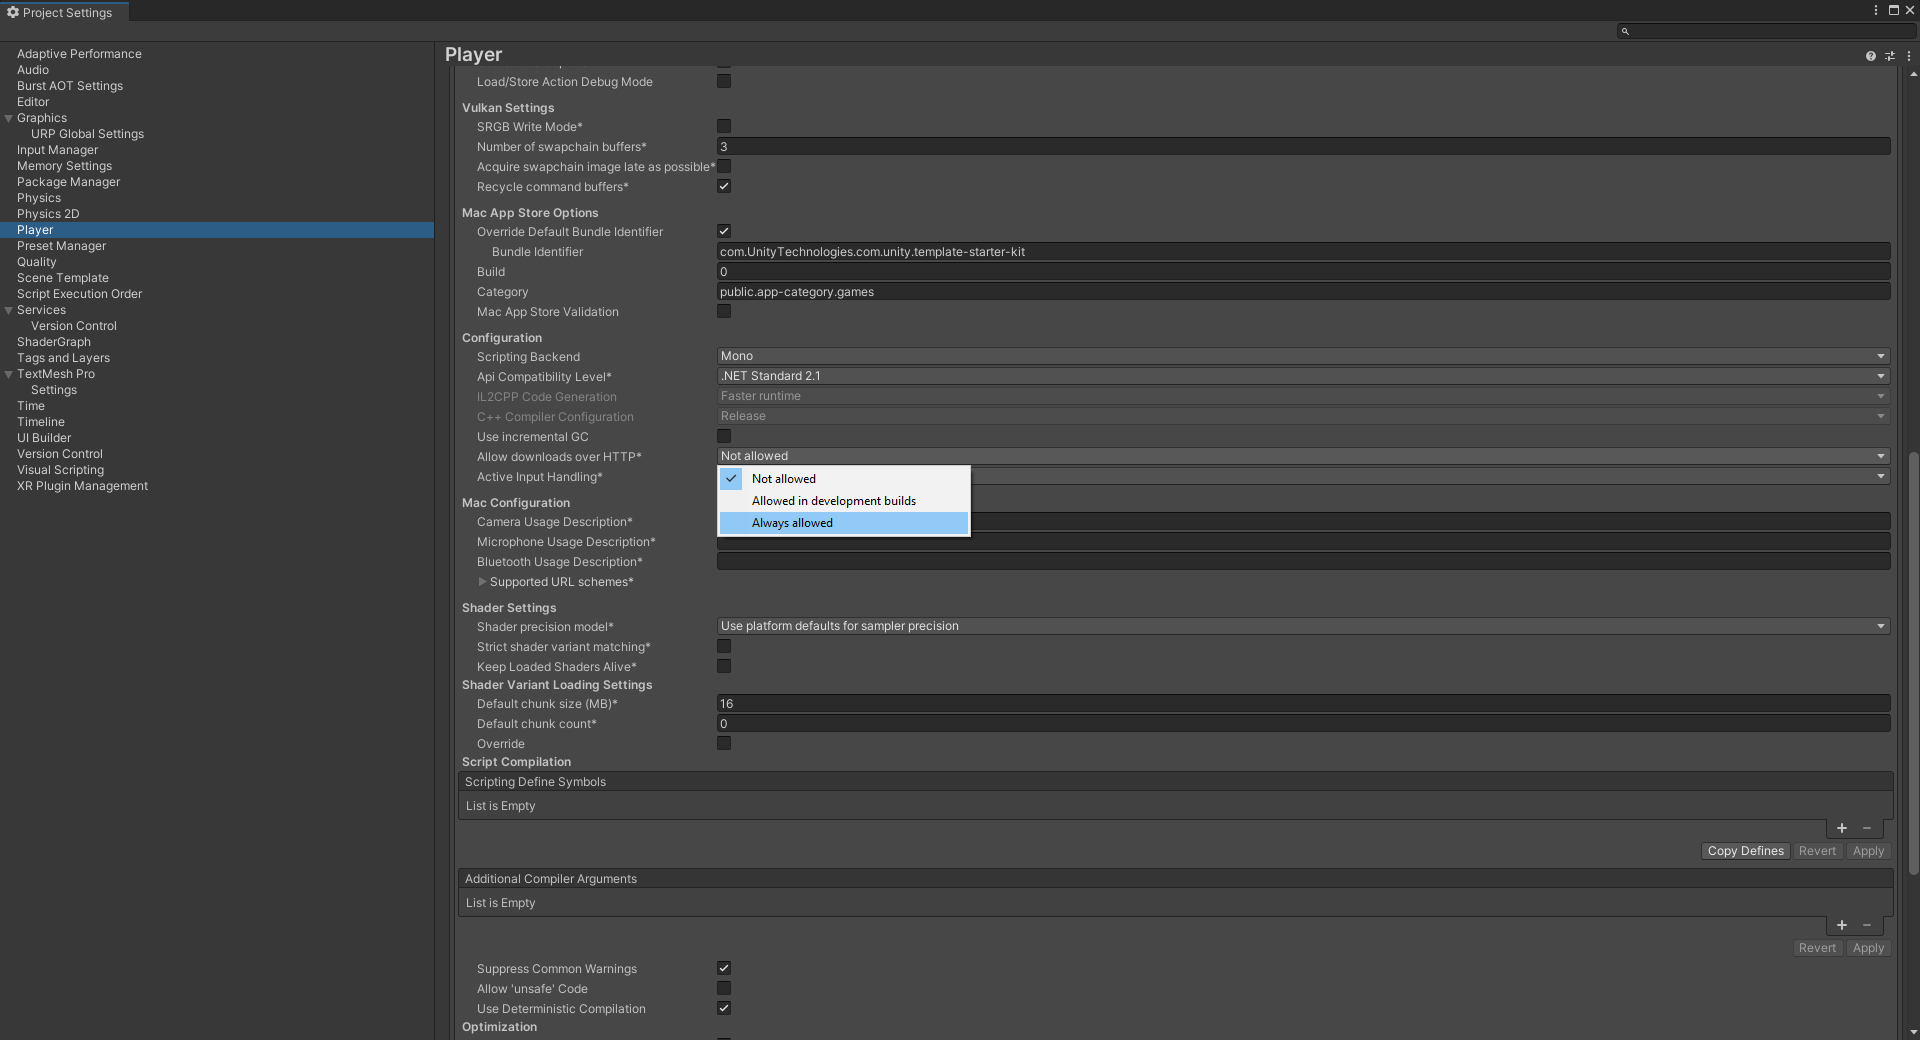 Project Settings
Adaptive Performance
Audio
Burst AOT Settings
Editor
Graphics
URP Global Settings
Input Manager
Memory Settings
Package Manager
Physics
Physics 2D
Player
Preset Manager
Quality
Scene Template
Script Execution Order
Services
Version Control
ShaderGraph
Tags and Layers
TextMesh Pro
Settings
Time
Timeline
UI Builder
Version Control
Visual Scripting
XR Plugin Management
Player
Load/Store Action Debug Mode
Vulkan Settings
SRGB Write Mode*
Number of swapchain buffers* 3
Acquire swapchain image late as possible*
Recycle command buffers*
Mac App Store Options
Override Default Bundle Identifier
Bundle Identifier com.UnityTechnologies.com.unity.template-starter-kit
Build 0
Category public.app-category.games
Mac App Store Validation
Configuration
Scripting Backend Mono
Api Compatibility Level* .NET Standard 2.1
IL2CPP Code Generation Faster runtime
C++ Compiler Configuration Release
Use incremental GC
Allow downloads over HTTP* Not allowed
Active Input Handling*
Not allowed
Allowed in development builds
Always allowed
Mac Configuration
Camera Usage Description*
Microphone Usage Description*
Bluetooth Usage Description*
Supported URL schemes*
Shader Settings
Shader precision model* Use platform defaults for sampler precision
Strict shader variant matching*
Keep Loaded Shaders Alive*
Shader Variant Loading Settings
Default chunk size (MB)* 16
Default chunk count* 0
Override
Script Compilation
Scripting Define Symbols
List is Empty
+ −
Copy Defines Revert Apply
Additional Compiler Arguments
List is Empty
+ −
Revert Apply
Suppress Common Warnings
Allow 'unsafe' Code
Use Deterministic Compilation
Optimization